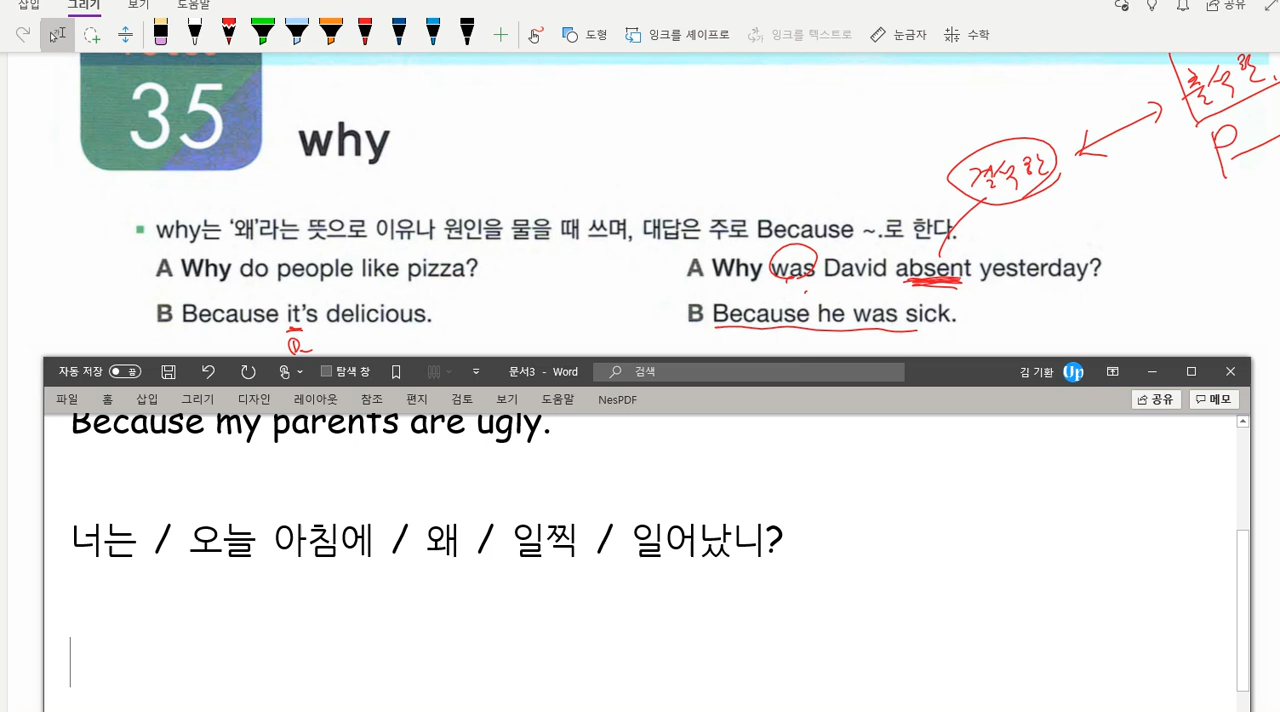 삽입 그리기 보기 도움말
공유
도형 잉크를 셰이프로 잉크를 텍스트로 눈금자 수학
35
why
출석한
P
결석한
why는 '왜'라는 뜻으로 이유나 원인을 물을 때 쓰며, 대답은 주로 Because ~.로 한다.
A Why do people like pizza?
B Because it's delicious.
A Why was David absent yesterday?
B Because he was sick.
자동 저장 끔 탐색 창 문서3 - Word 검색 김 기환 Up
파일 홈 삽입 그리기 디자인 레이아웃 참조 편지 검토 보기 도움말 NesPDF 공유 메모
Because my parents are ugly.
너는 / 오늘 아침에 / 왜 / 일찍 / 일어났니?